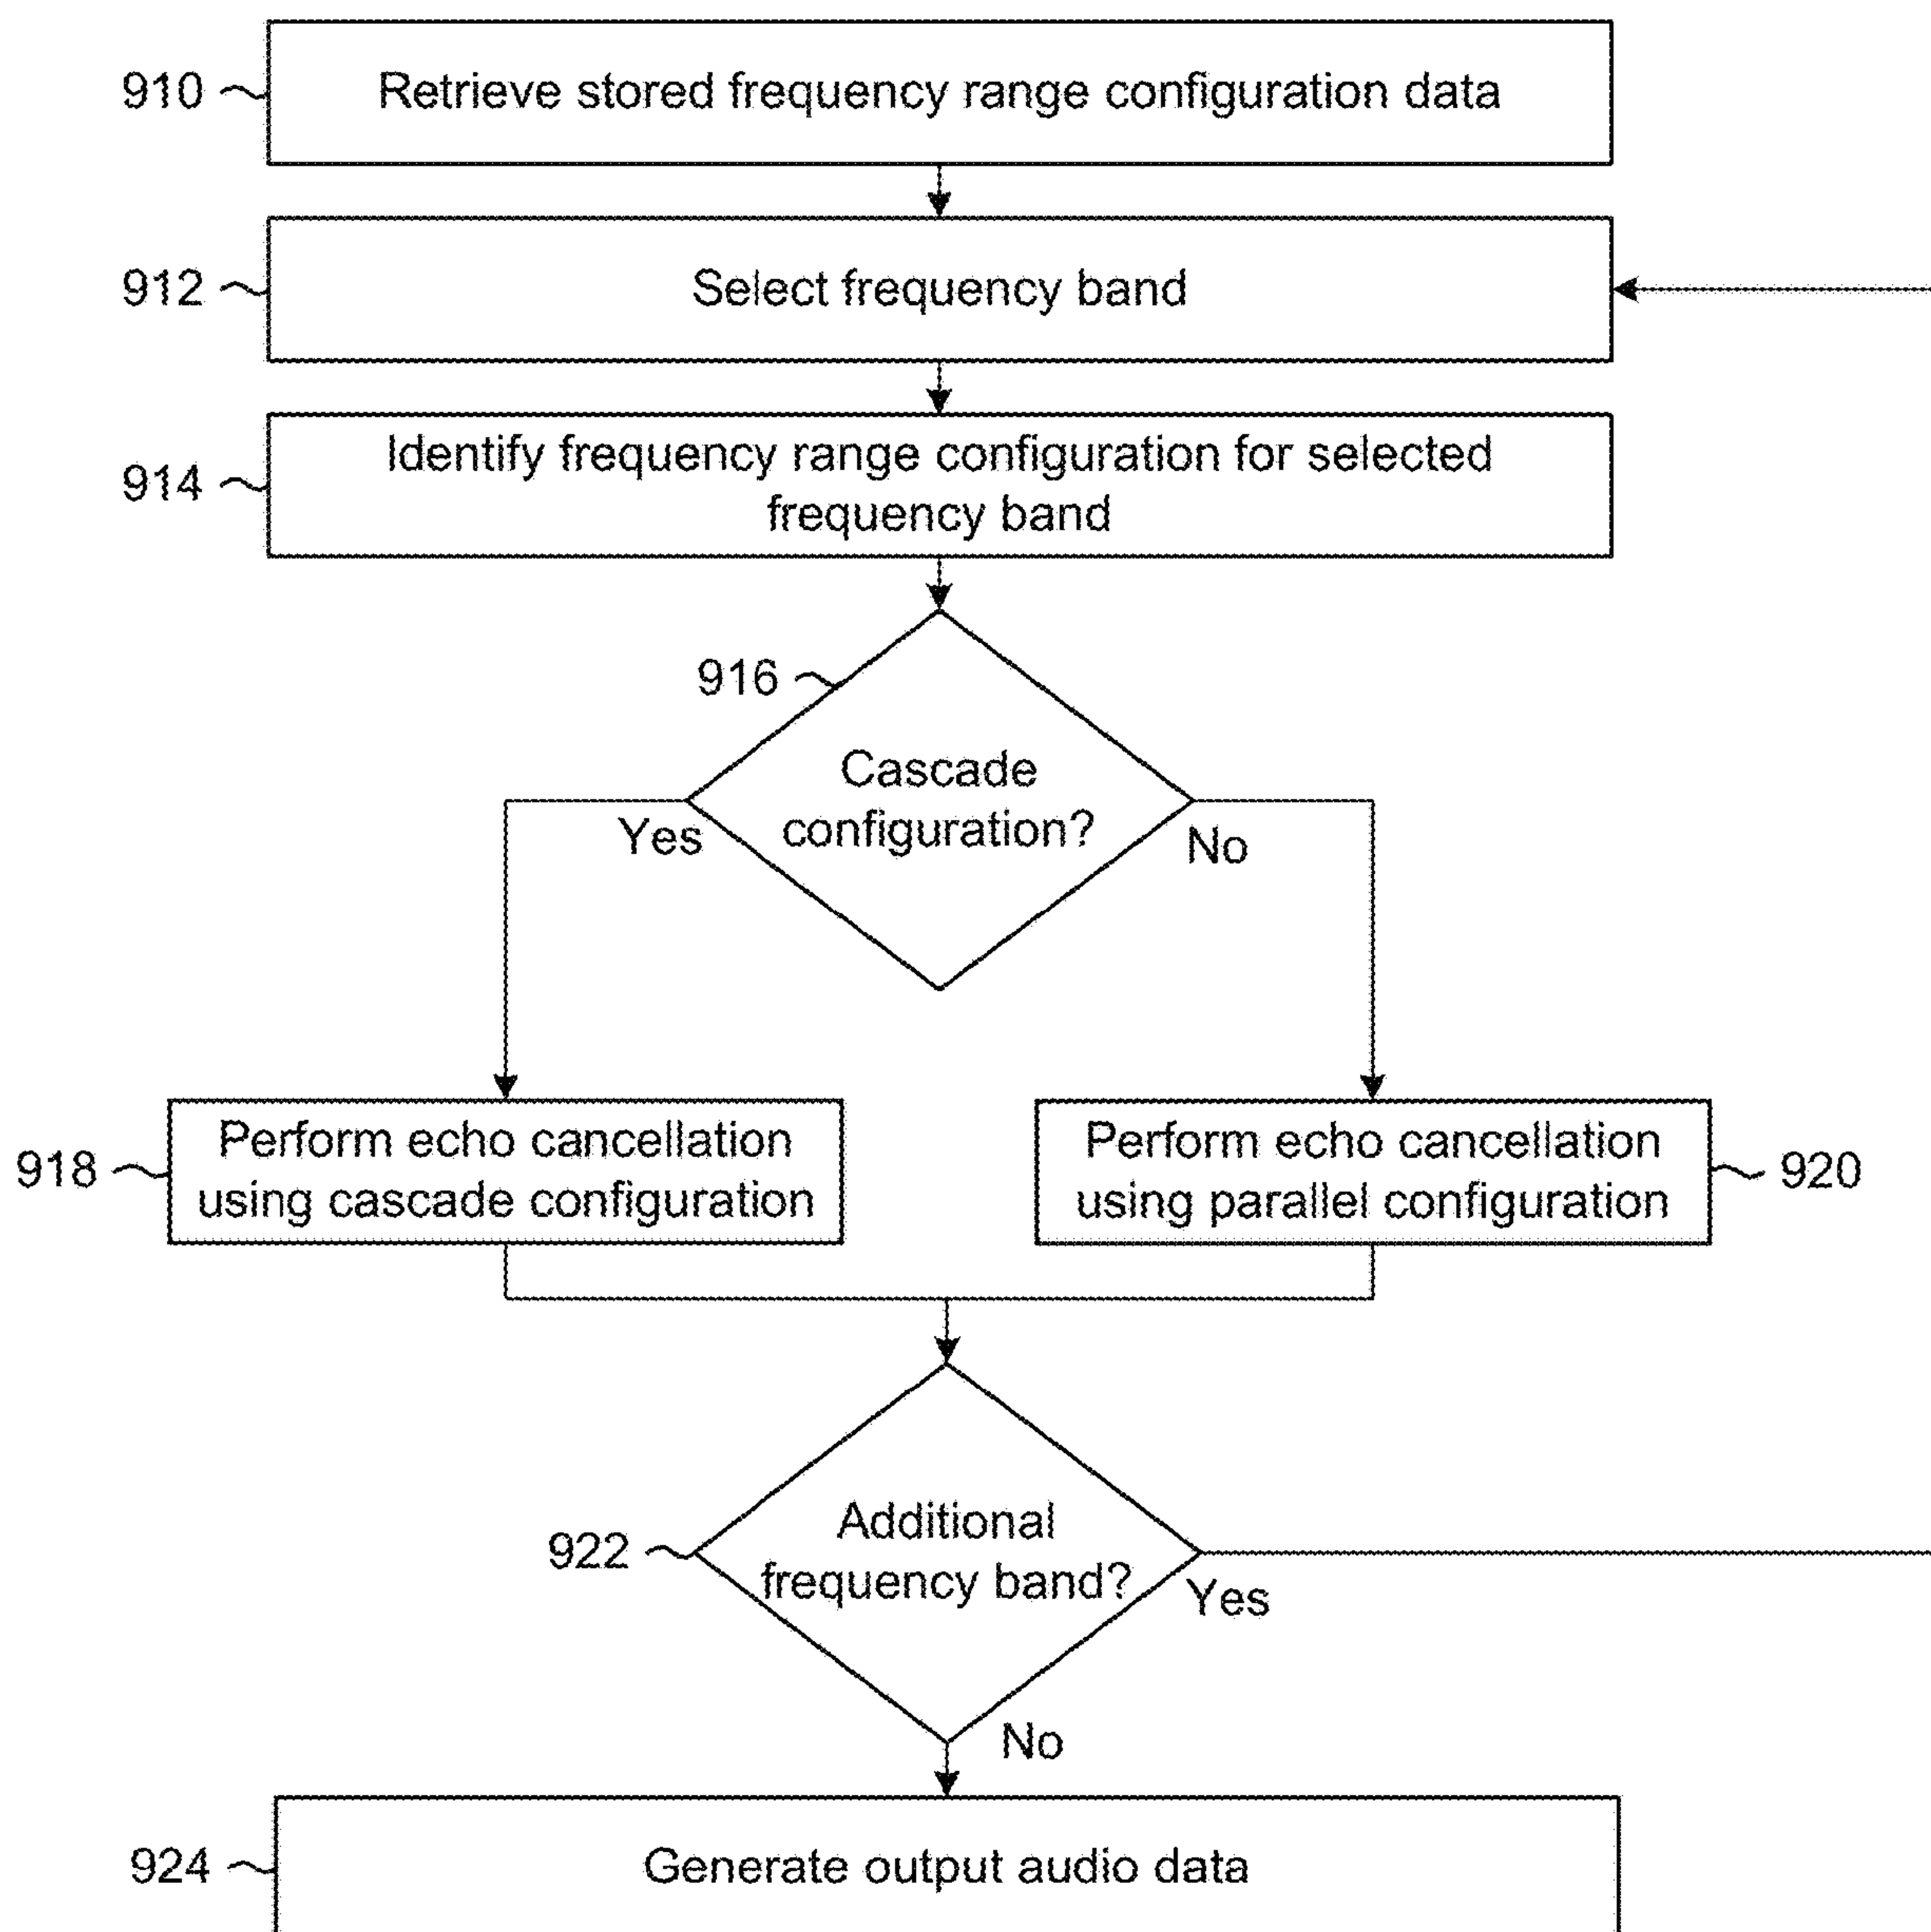 910
Retrieve stored frequency range configuration data
912
Select frequency band
914
Identify frequency range configuration for selected
frequency band
916
Cascade
configuration?
Yes
No
918
Perform echo cancellation
using cascade configuration
Perform echo cancellation
using parallel configuration
920
922
Additional
frequency band?
Yes
No
924
Generate output audio data